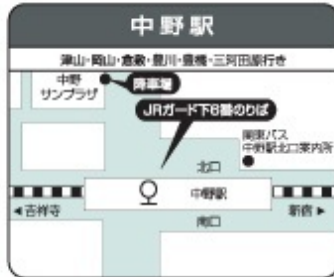 中野駅
津山・岡山・倉敷・豊川・豊橋・三河田原行き
中野
サンプラザ
降車場
JRガード下8番のりば
関東バス
中野駅北口案内所
北口
中野駅
◀吉祥寺
新宿▶
南口